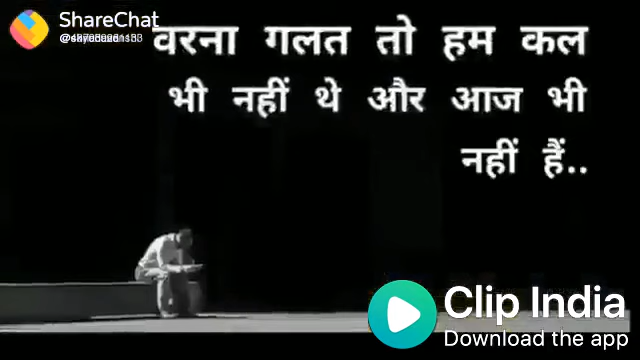 ShareChat
वरना गलत तो हम कल
भी नहीं थे और आज भी
नहीं हैं..
Clip India
Download the app